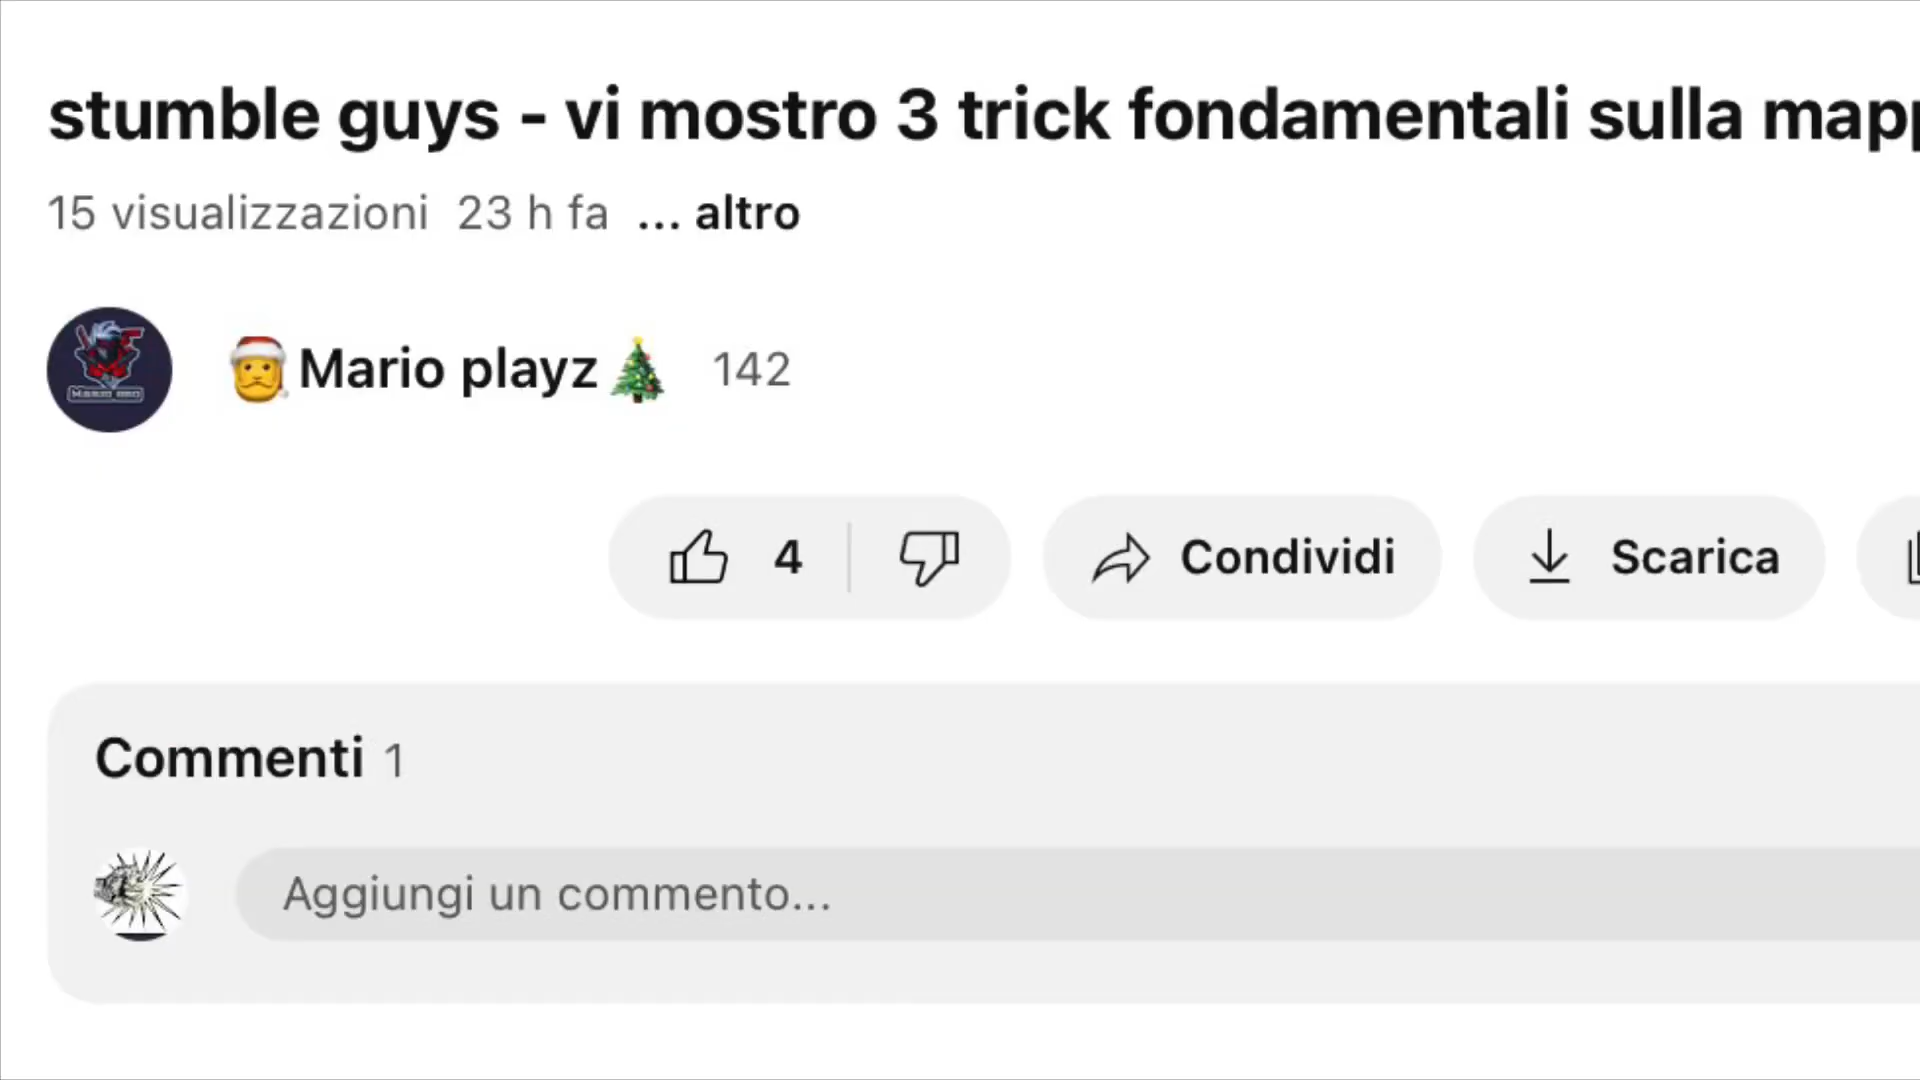 stumble guys - vi mostro 3 trick fondamentali sulla
15 visualizzazioni 23 h fa ... altro
Mario playz 142
4 Condividi Scarica
Commenti 1
Aggiungi un commento...